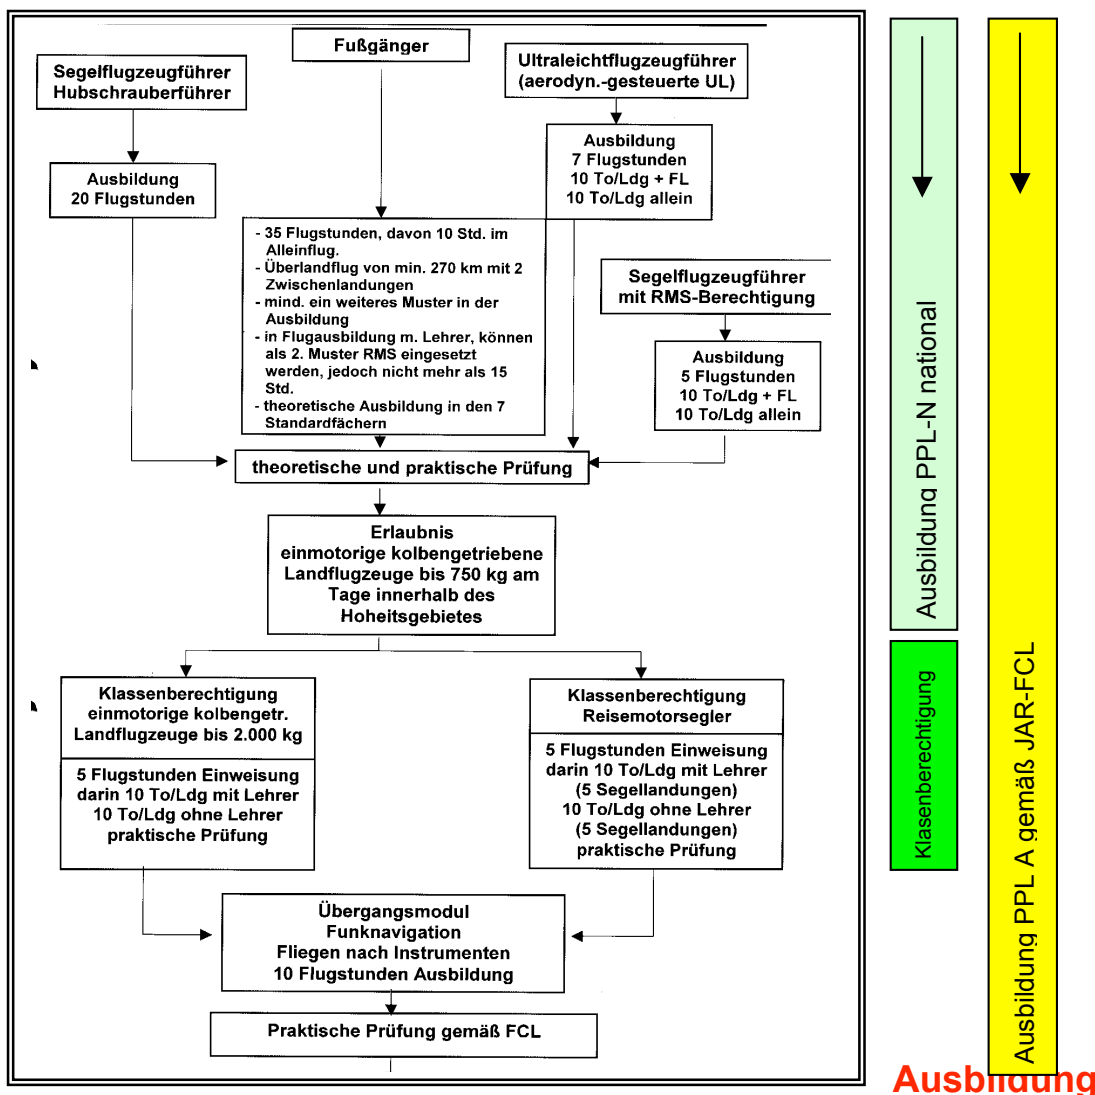 Fußgänger
Segelflugzeugführer
Hubschrauberführer
Ultraleichtflugzeugführer
(aerodyn.-gesteuerte UL)
Ausbildung
20 Flugstunden
Ausbildung
7 Flugstunden
10 To/Ldg + FL
10 To/Ldg allein
- 35 Flugstunden, davon 10 Std. im
Alleinflug.
- Überlandflug von min. 270 km mit 2
Zwischenlandungen
- mind. ein weiteres Muster in der
Ausbildung
- in Flugausbildung m. Lehrer, können
als 2. Muster RMS eingesetzt
werden, jedoch nicht mehr als 15
Std.
- theoretische Ausbildung in den 7
Standardfächern
Segelflugzeugführer
mit RMS-Berechtigung
Ausbildung
5 Flugstunden
10 To/Ldg + FL
10 To/Ldg allein
theoretische und praktische Prüfung
Erlaubnis
einmotorige kolbengetriebene
Landflugzeuge bis 750 kg am
Tage innerhalb des
Hoheitsgebietes
Klassenberechtigung
einmotorige kolbengetr.
Landflugzeuge bis 2.000 kg
5 Flugstunden Einweisung
darin 10 To/Ldg mit Lehrer
10 To/Ldg ohne Lehrer
praktische Prüfung
Klassenberechtigung
Reisemotorsegler
5 Flugstunden Einweisung
darin 10 To/Ldg mit Lehrer
(5 Segellandungen)
10 To/Ldg ohne Lehrer
(5 Segellandungen)
praktische Prüfung
Übergangsmodul
Funknavigation
Fliegen nach Instrumenten
10 Flugstunden Ausbildung
Praktische Prüfung gemäß FCL
Ausbildung PPL-N national
Klasenberechtigung
Ausbildung PPL A gemäß JAR-FCL
Ausbildung